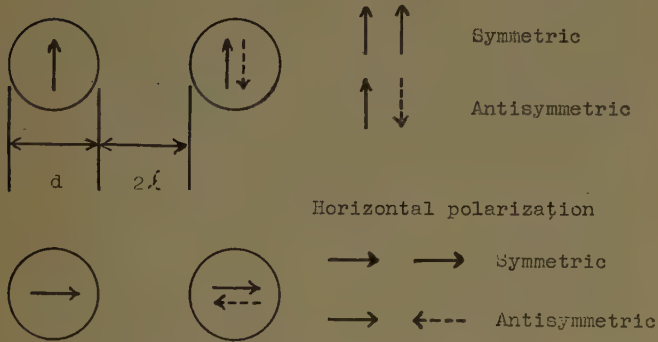 Symmetric
Antisymmetric
d
2ℓ
Horizontal polarization
Symmetric
Antisymmetric